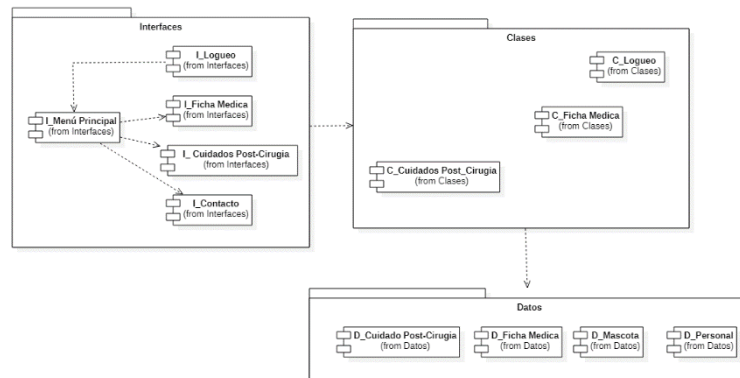 Interfaces
I_Logueo
(from Interfaces)
I_Ficha Medica
(from Interfaces)
I_Menú Principal
(from Interfaces)
I_ Cuidados Post-Cirugia
(from Interfaces)
I_Contacto
(from Interfaces)
Clases
C_Logueo
(from Clases)
C_Ficha Medica
(from Clases)
C_Cuidados Post_Cirugia
(from Clases)
Datos
D_Cuidado Post-Cirugia
(from Datos)
D_Ficha Medica
(from Datos)
D_Mascota
(from Datos)
D_Personal
(from Datos)